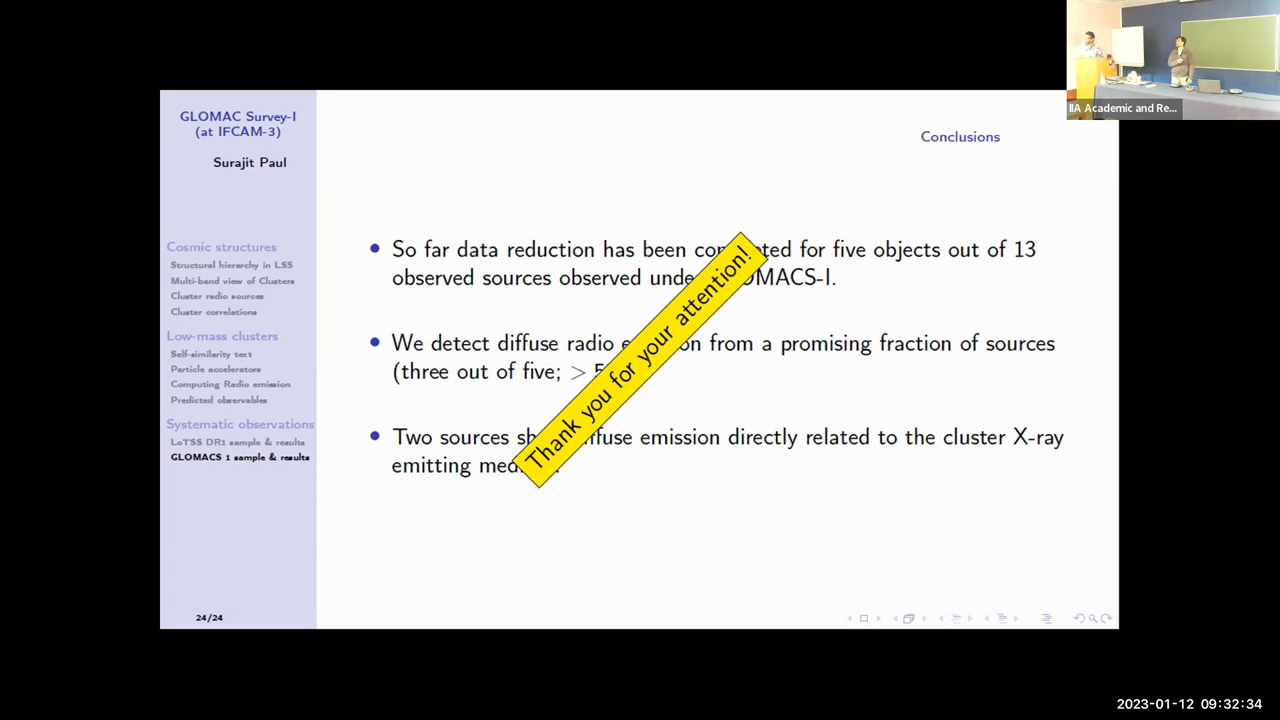 IIA Academic and Re...
GLOMAC Survey-I
(at IFCAM-3)
Surajit Paul
Cosmic structures
Structural hierarchy in LSS
Multi-band view of Clusters
Cluster radio sources
Cluster correlations
Low-mass clusters
Self-similarity text
Particle accelerators
Computing Radio emission
Predicted observables
Systematic observations
LoTSS DR1 sample & results
GLOMACS 1 sample & results
24/24
Conclusions
• So far data reduction has been ted for five objects out of 13
observed sources observed unde OMACS-I.
• We detect diffuse radio e on from a promising fraction of sources
(three out of five; >
• Two sources sh fuse emission directly related to the cluster X-ray
emitting med
Thank you for your attention!
2023-01-12 09:32:34